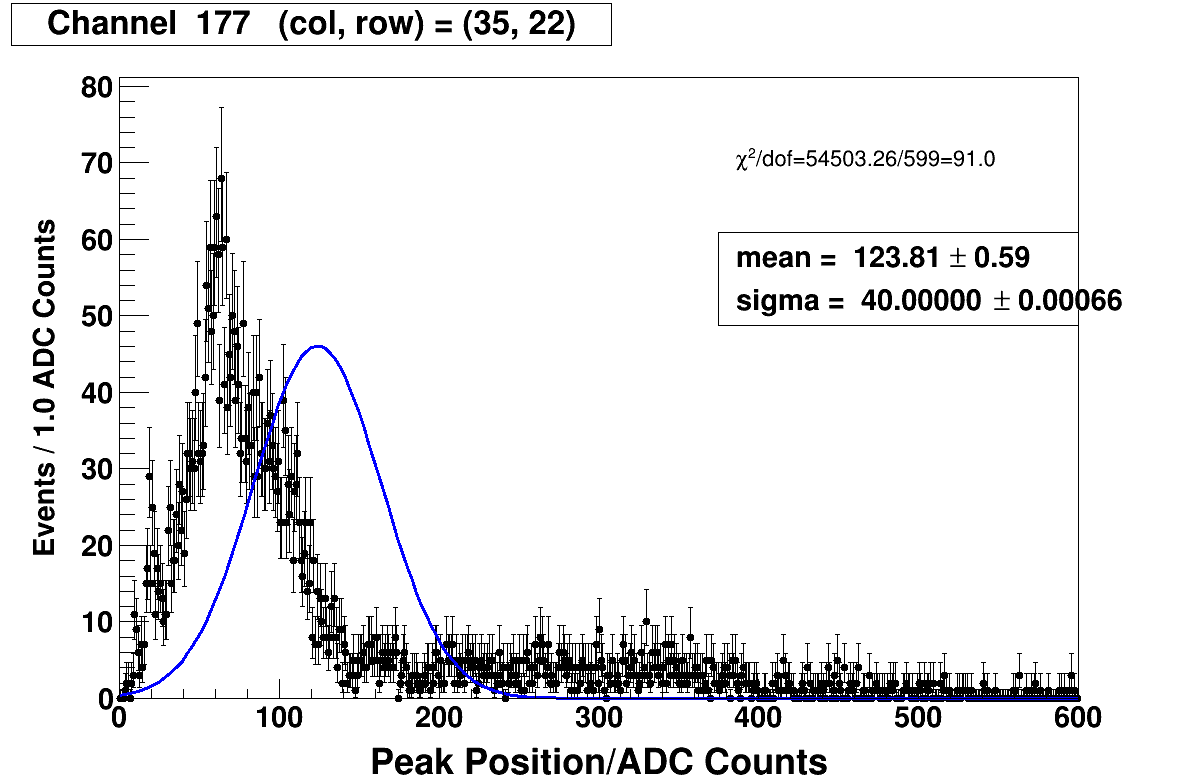 Channel 177 (col, row) = (35, 22)
80
70
60
50
40
30
20
10
0
Events / 1.0 ADC Counts
χ²/dof=54503.26/599=91.0
mean = 123.81 ± 0.59
sigma = 40.00000 ± 0.00066
0 100 200 300 400 500 600
Peak Position/ADC Counts